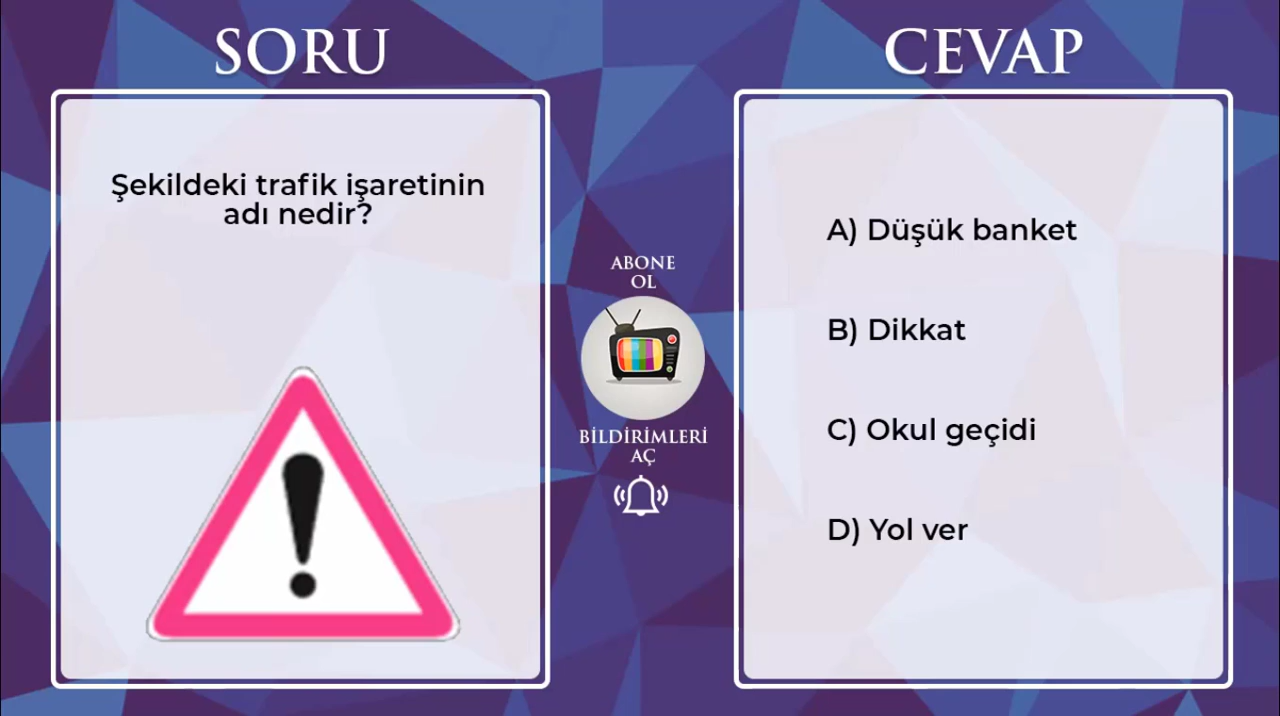 SORU
Şekildeki trafik işaretinin
adı nedir?
ABONE
OL
BİLDİRİMLERİ
AÇ
CEVAP
A) Düşük banket
B) Dikkat
C) Okul geçidi
D) Yol ver